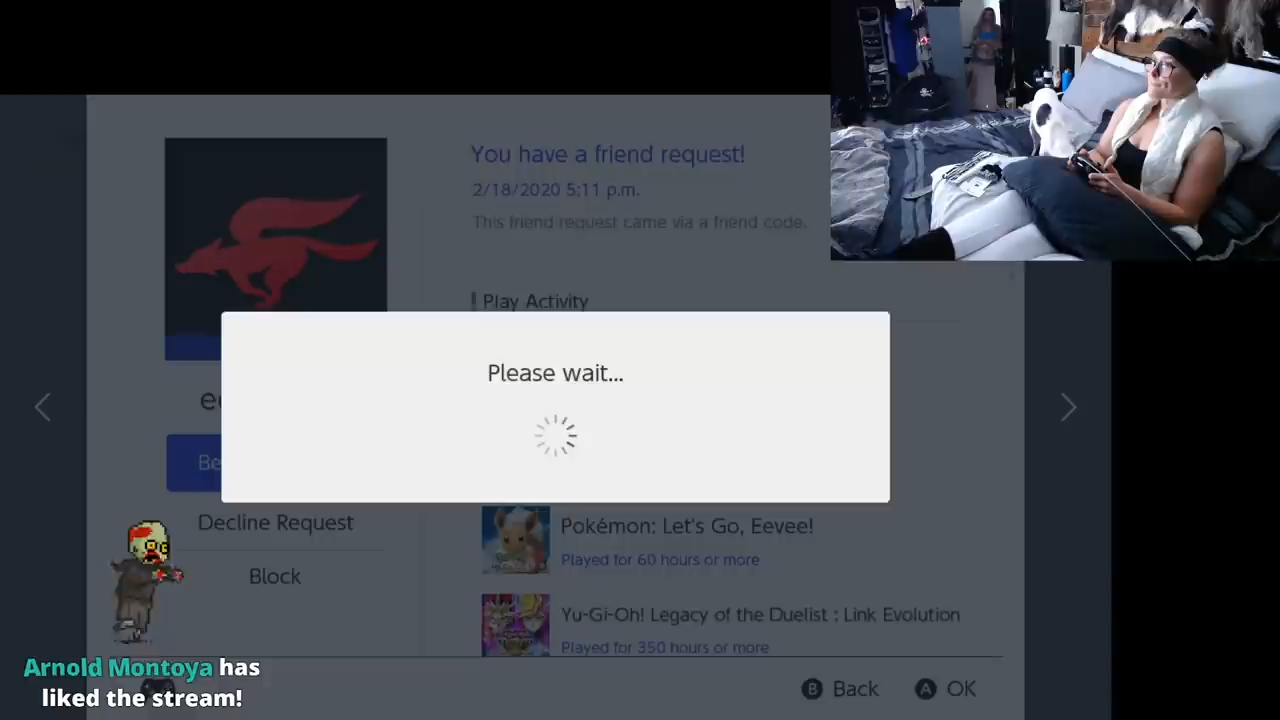 You have a friend request!
2/18/2020 5:11 p.m.
This friend request came via a friend code.
Play Activity
Please wait...
Decline Request
Block
Pokémon: Let's Go, Eevee!
Played for 60 hours or more
Yu-Gi-Oh! Legacy of the Duelist : Link Evolution
Played for 350 hours or more
Arnold Montoya has
liked the stream!
B Back A OK